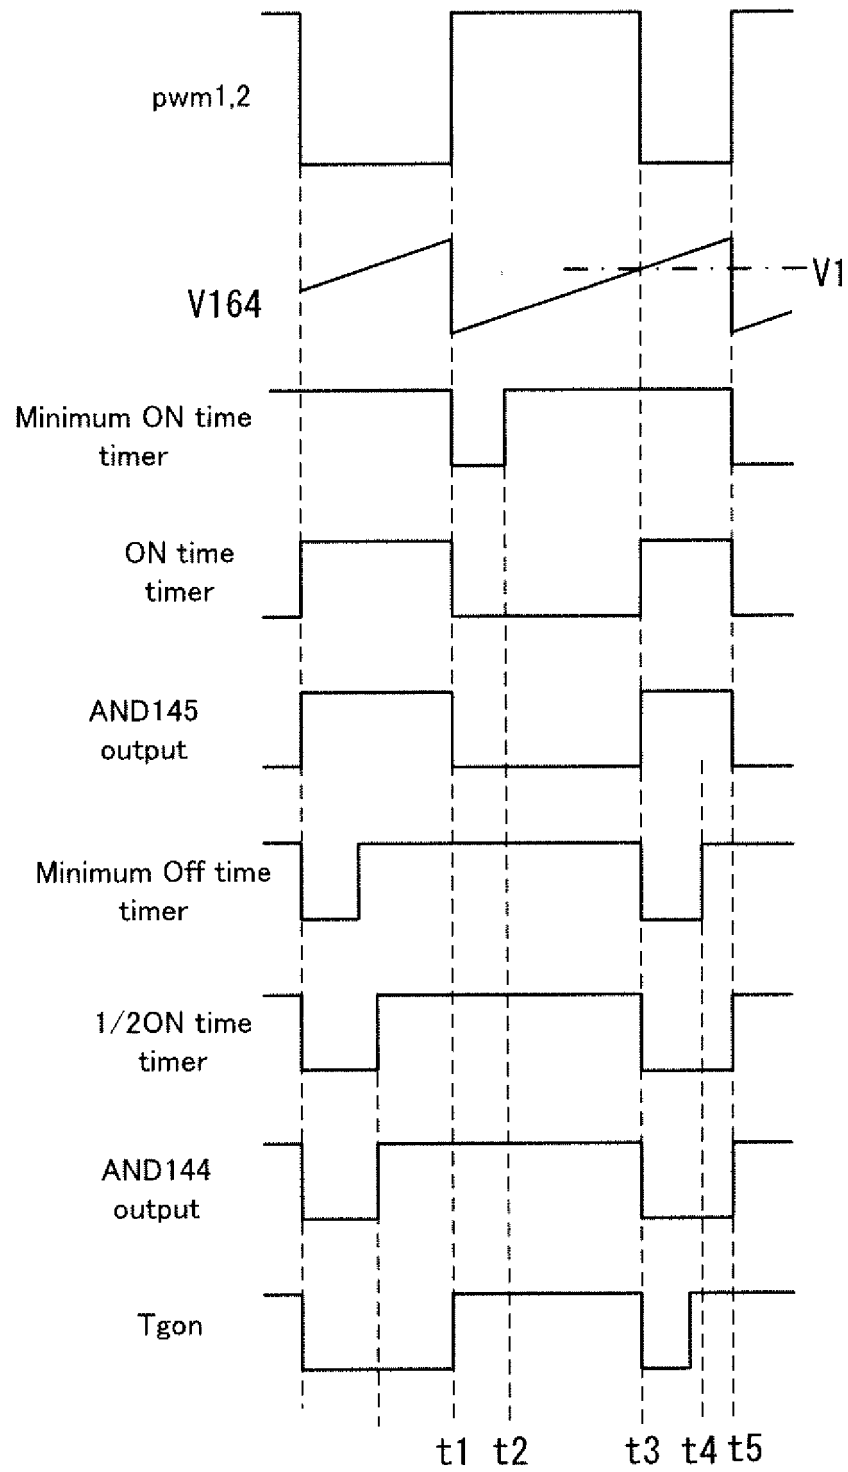 pwm1,2
V1
V164
Minimum ON time
timer
ON time
timer
AND145
output
Minimum Off time
timer
1/2ON time
timer
AND144
output
Tgon
t1 t2 t3 t4 t5